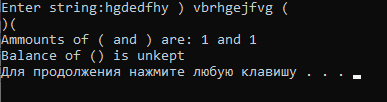 Enter string:hgdedfhy ) vbrhgejfvg (
)(
Ammounts of ( and ) are: 1 and 1
Balance of () is unkept
Для продолжения нажмите любую клавишу . . .